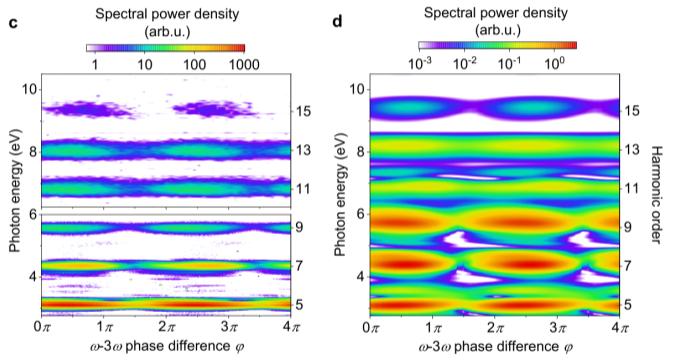 c
Spectral power density
(arb.u.)
1 10 100 1000
Photon energy (eV)
10
8
6
4
15
13
11
9
7
5
0π 1π 2π 3π 4π
ω-3ω phase difference φ
d
Spectral power density
(arb.u.)
10⁻³ 10⁻² 10⁻¹ 10⁰
Photon energy (eV)
10
8
6
4
15
13
11
9
7
5
Harmonic order
0π 1π 2π 3π 4π
ω-3ω phase difference φ